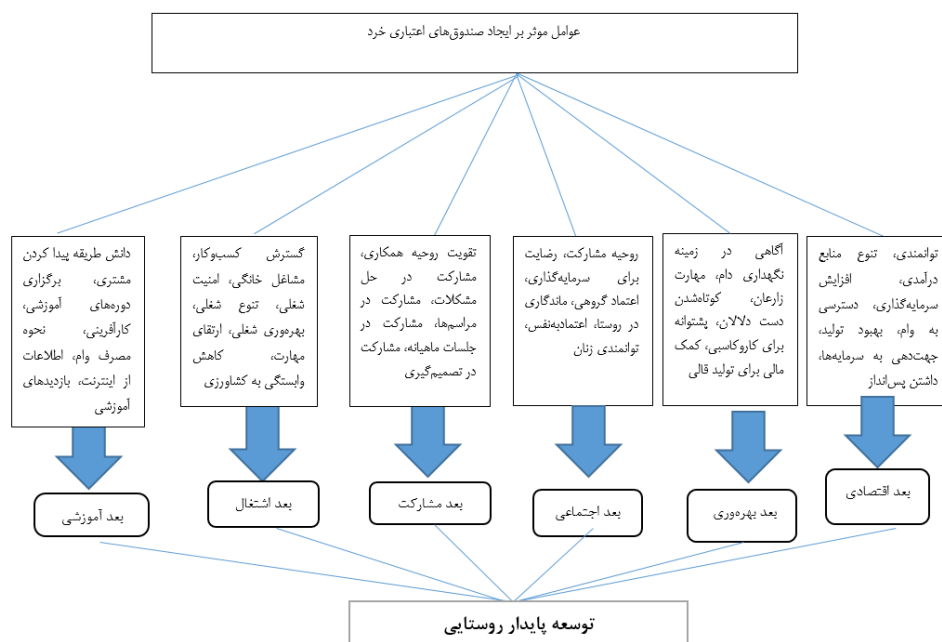 عوامل موثر بر ایجاد صندوق‌های اعتباری خرد
توانمندی، تنوع منابع
درآمدی، افزایش
سرمایه‌گذاری، دسترسی
به وام، بهبود تولید،
جهت‌دهی به سرمایه‌ها،
داشتن پس‌انداز
آگاهی در زمینه
نگهداری دام، مهارت
زارعان، کوتاه‌شدن
دست دلالان، پشتوانه
برای کاروکاسبی، کمک
مالی برای تولید قالی
روحیه مشارکت، رضایت
برای سرمایه‌گذاری،
اعتماد گروهی، ماندگاری
در روستا، اعتمادبه‌نفس،
توانمندی زنان
تقویت روحیه همکاری،
مشارکت در حل
مشکلات، مشارکت در
مراسم‌ها، مشارکت در
جلسات ماهیانه، مشارکت
در تصمیم‌گیری
گسترش کسب‌وکار،
مشاغل خانگی، امنیت
شغلی، تنوع شغلی،
بهره‌وری شغلی، ارتقای
مهارت، کاهش
وابستگی به کشاورزی
دانش طریقه پیدا کردن
مشتری، برگزاری
دوره‌های آموزشی،
کارآفرینی، نحوه
مصرف وام، اطلاعات
از اینترنت، بازدیدهای
آموزشی
بعد اقتصادی
بعد بهره‌وری
بعد اجتماعی
بعد مشارکت
بعد اشتغال
بعد آموزشی
توسعه پایدار روستایی